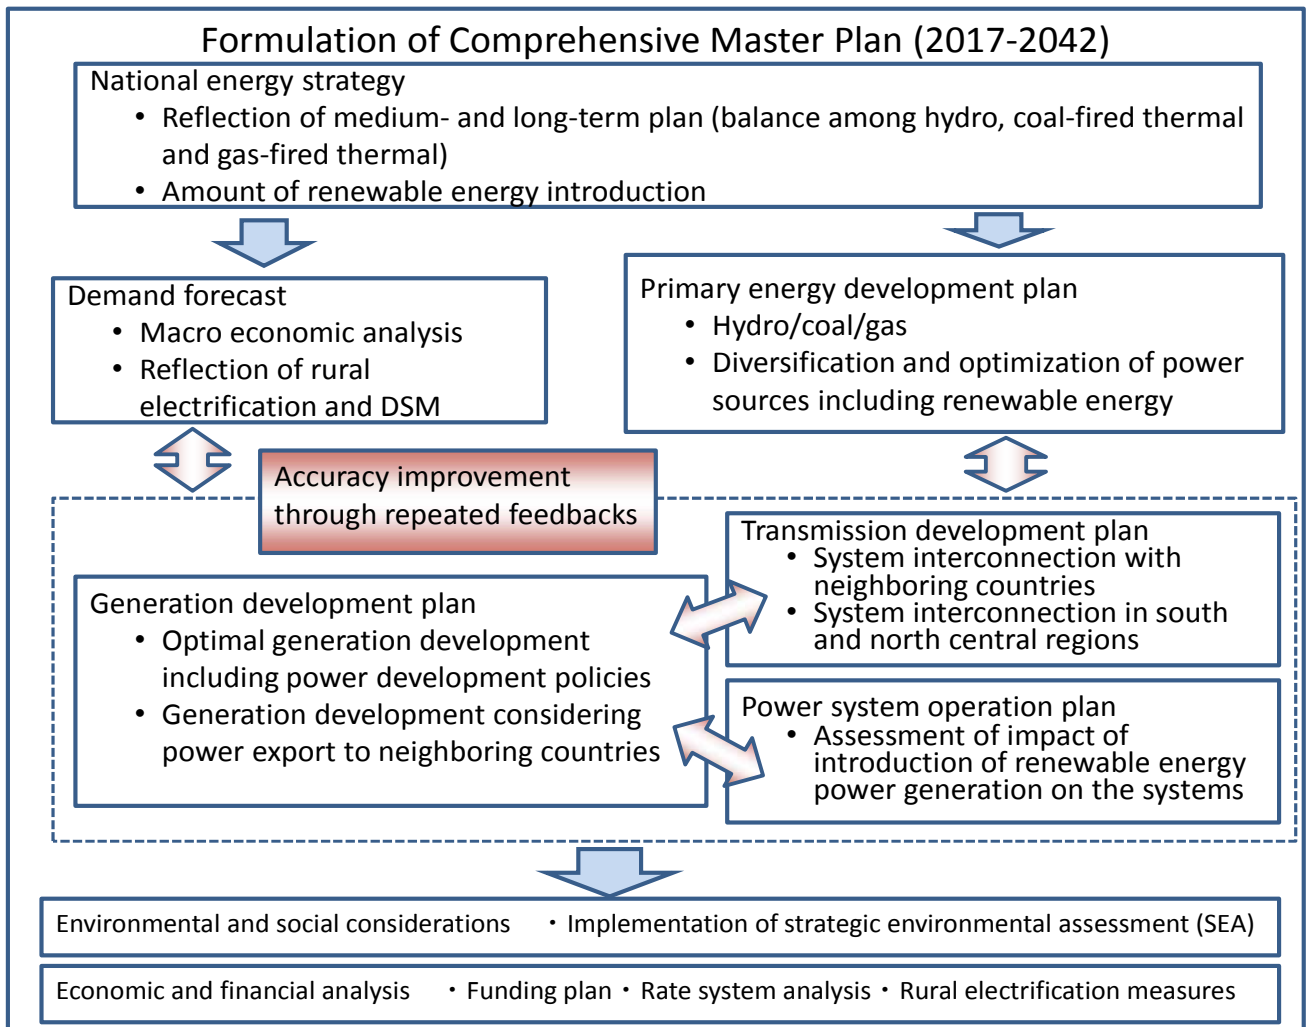 Formulation of Comprehensive Master Plan (2017-2042)
National energy strategy
• Reflection of medium- and long-term plan (balance among hydro, coal-fired thermal
and gas-fired thermal)
• Amount of renewable energy introduction
Demand forecast
• Macro economic analysis
• Reflection of rural
electrification and DSM
Primary energy development plan
• Hydro/coal/gas
• Diversification and optimization of power
sources including renewable energy
Accuracy improvement
through repeated feedbacks
Generation development plan
• Optimal generation development
including power development policies
• Generation development considering
power export to neighboring countries
Transmission development plan
• System interconnection with
neighboring countries
• System interconnection in south
and north central regions
Power system operation plan
• Assessment of impact of
introduction of renewable energy
power generation on the systems
Environmental and social considerations ・Implementation of strategic environmental assessment (SEA)
Economic and financial analysis ・Funding plan・Rate system analysis・Rural electrification measures